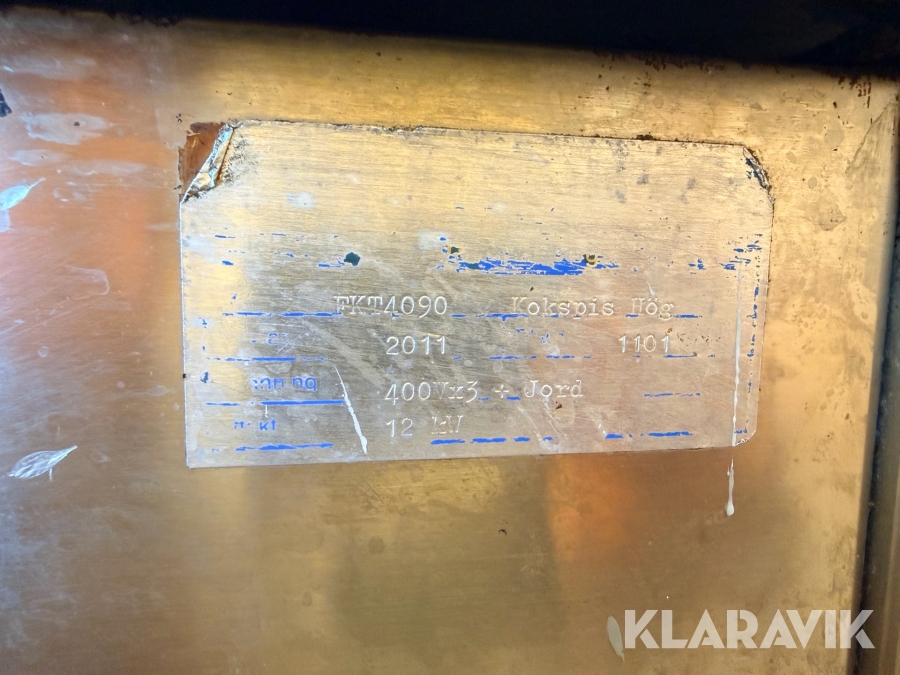 FKT4090 Kokspis Hög
2011 1101
400Vx3 + Jord
12 kW
KLARAVIK